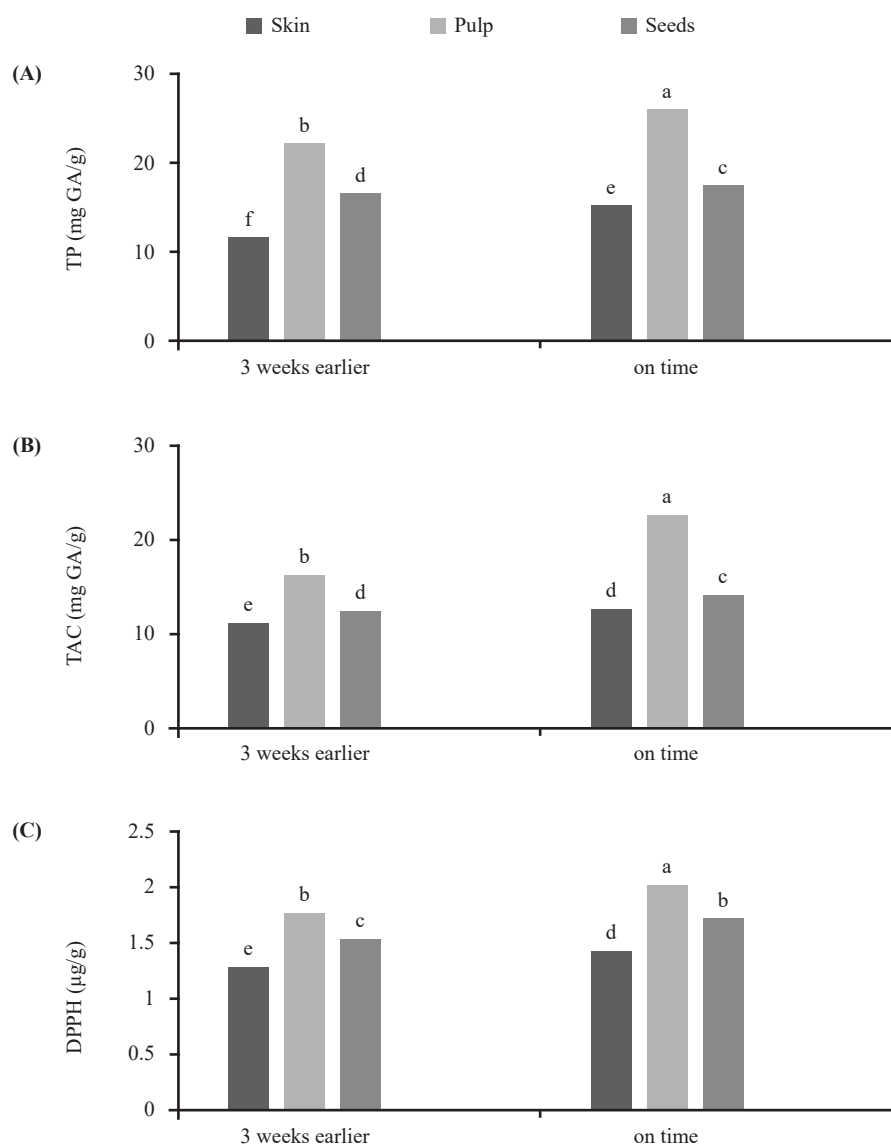 Skin Pulp Seeds
(A)
TP (mg GA/g)
30
20
10
0
f
b
d
e
a
c
3 weeks earlier on time
(B)
TAC (mg GA/g)
30
20
10
0
e
b
d
d
a
c
3 weeks earlier on time
(C)
DPPH (µg/g)
2.5
2
1.5
1
0.5
0
e
b
c
d
a
b
3 weeks earlier on time